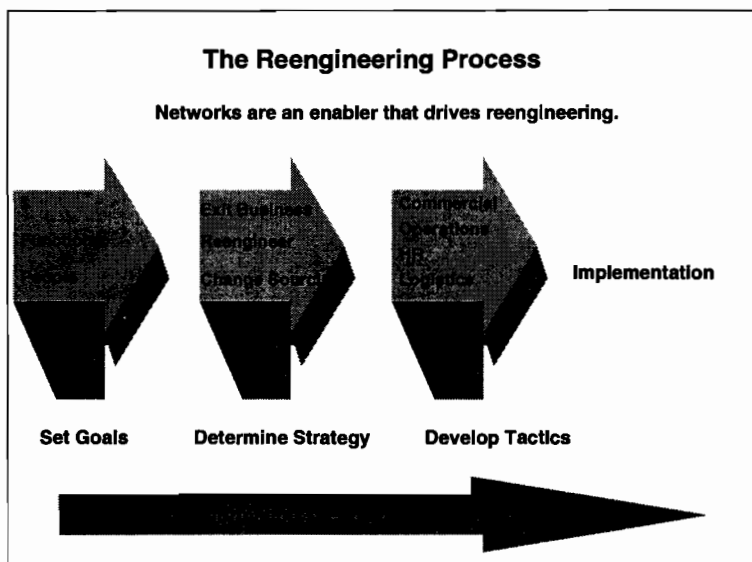 The Reengineering Process
Networks are an enabler that drives reengineering.
Exit Business
Reengineer
Change
Commercial
Operations
HR
Logistics
Implementation
Set Goals
Determine Strategy
Develop Tactics